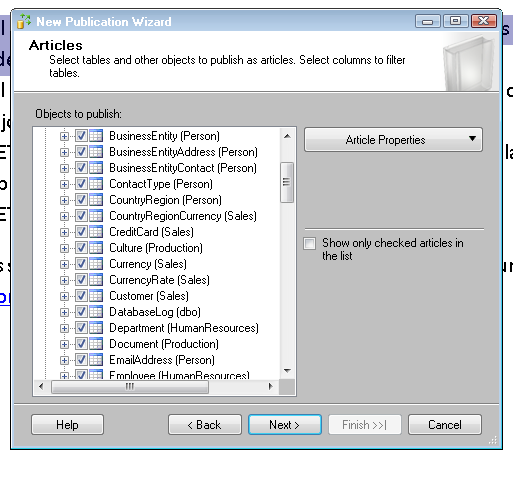 New Publication Wizard
Articles
Select tables and other objects to publish as articles. Select columns to filter
tables.
Objects to publish:
BusinessEntity (Person)
BusinessEntityAddress (Person)
BusinessEntityContact (Person)
ContactType (Person)
CountryRegion (Person)
CountryRegionCurrency (Sales)
CreditCard (Sales)
Culture (Production)
Currency (Sales)
CurrencyRate (Sales)
Customer (Sales)
DatabaseLog (dbo)
Department (HumanResources)
Document (Production)
EmailAddress (Person)
Employee (HumanResources)
Article Properties
Show only checked articles in
the list
Help
< Back
Next >
Finish >>|
Cancel